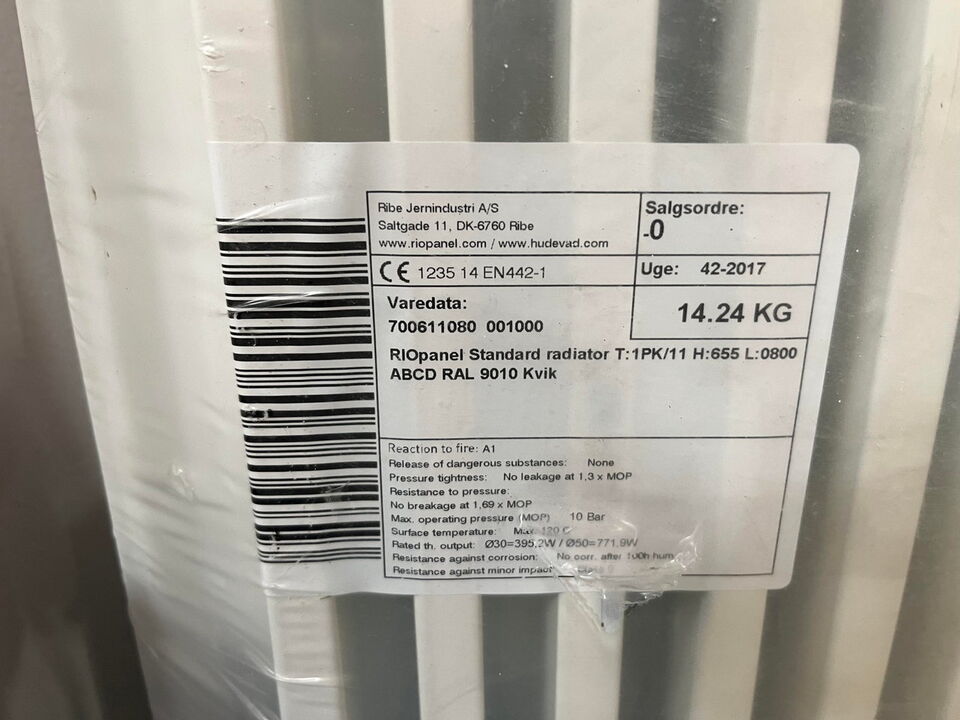 Ribe Jernindustri A/S
Saltgade 11, DK-6760 Ribe
www.riopanel.com / www.hudevad.com
Salgsordre:
-0
CE 1235 14 EN442-1
Uge: 42-2017
Varedata:
700611080 001000
14.24 KG
RIOpanel Standard radiator T:1PK/11 H:655 L:0800
ABCD RAL 9010 Kvik
Reaction to fire: A1
Release of dangerous substances: None
Pressure tightness: No leakage at 1,3 x MOP
Resistance to pressure:
No breakage at 1,69 x MOP
Max. operating pressure (MOP) 10 Bar
Surface temperature: Max 120 C
Rated th. output: Ø30=395,2W / Ø50=771,9W
Resistance against corrosion: No corr. after 100h hum
Resistance against minor impact